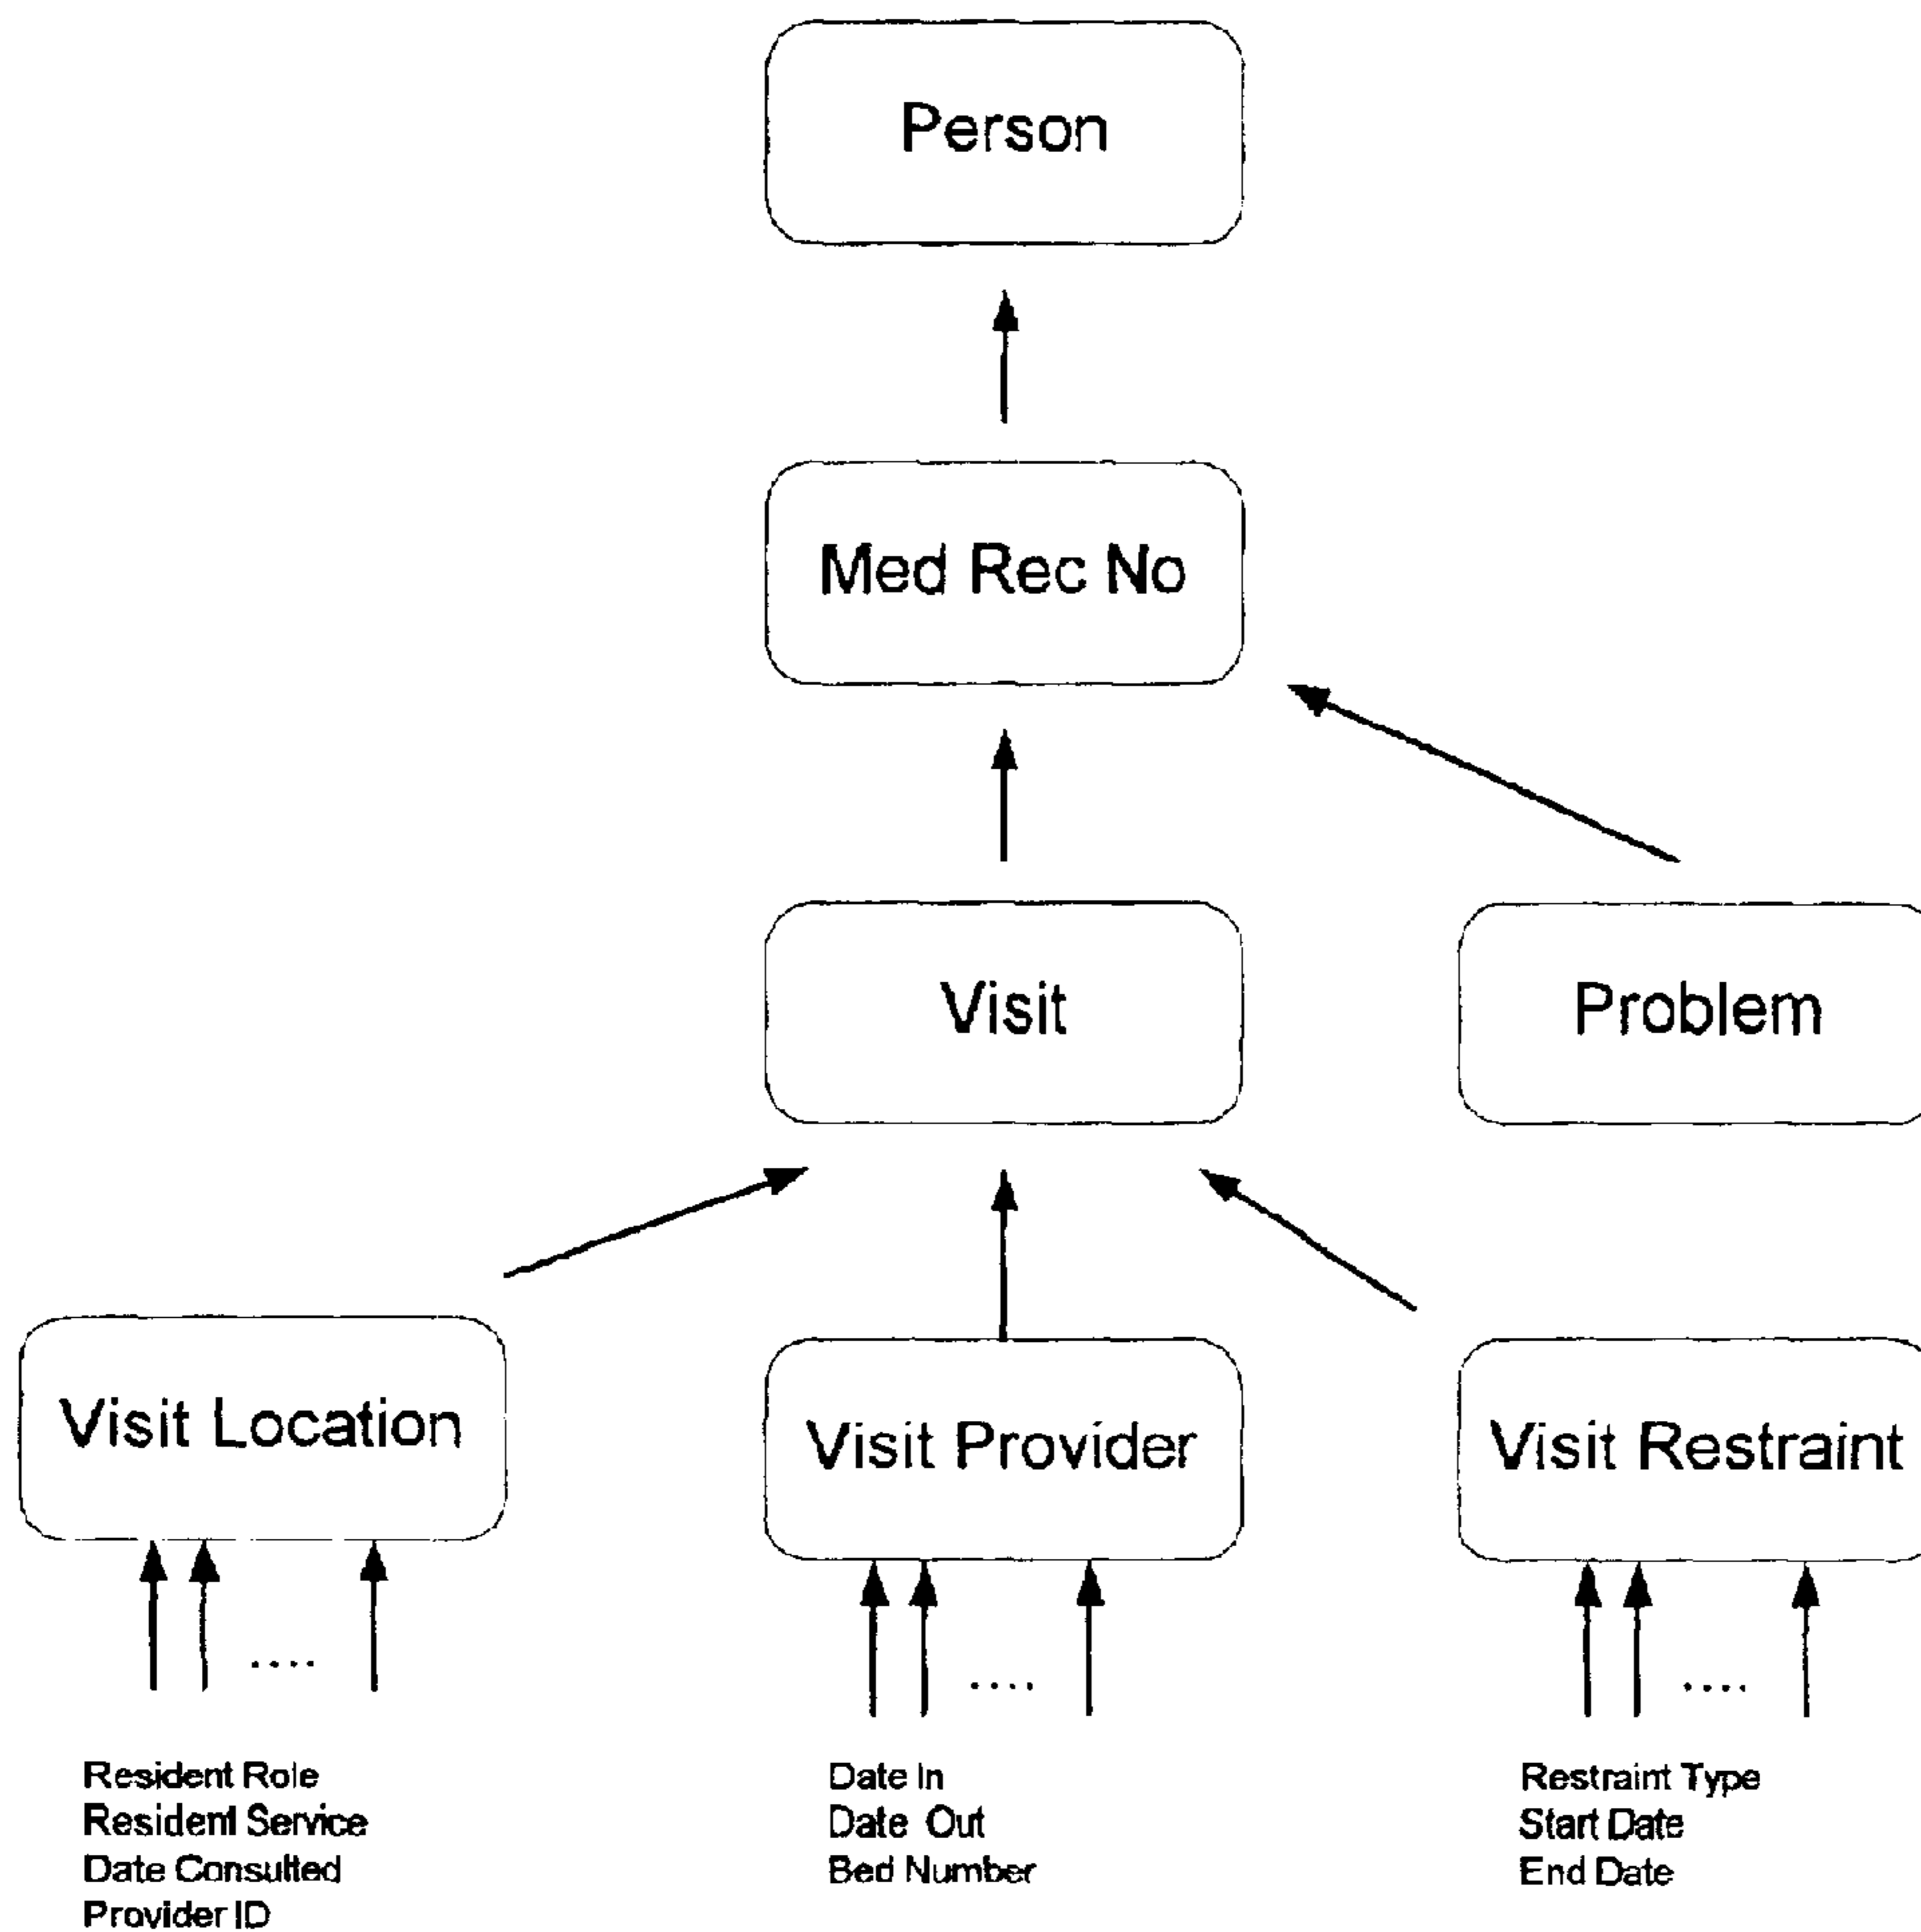 Person
Med Rec No
Visit
Problem
Visit Location
Visit Provider
Visit Restraint
....
....
....
Resident Role
Resident Service
Date Consulted
Provider ID
Date In
Date Out
Bed Number
Restraint Type
Start Date
End Date